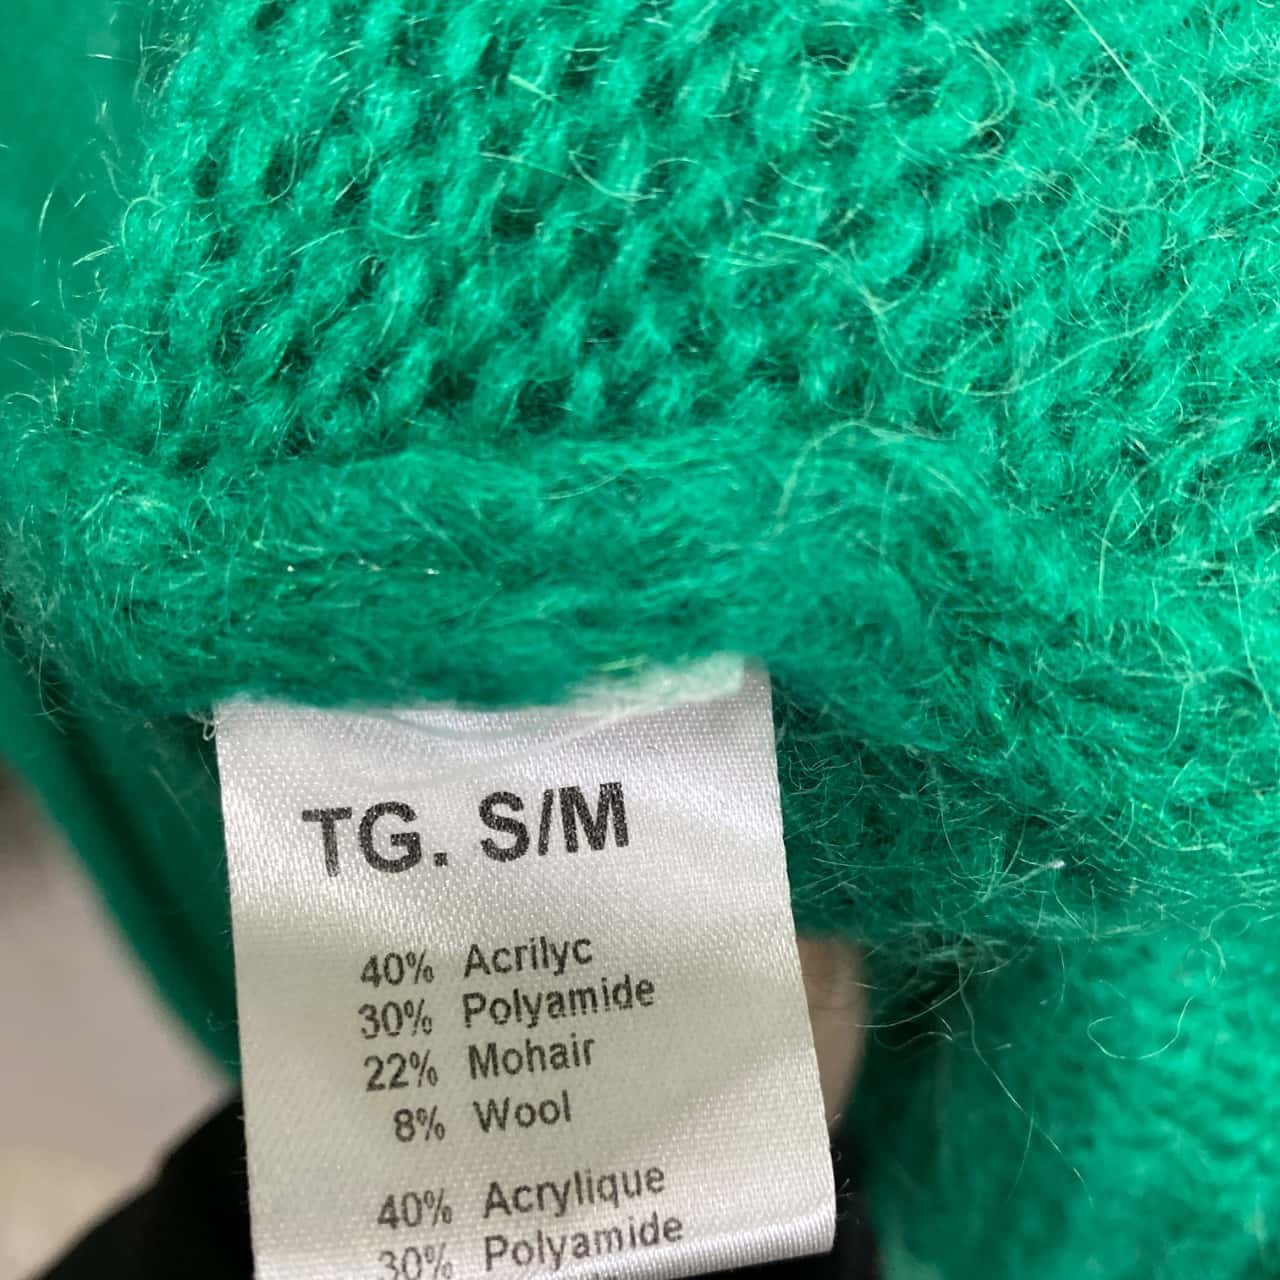 TG. S/M
40% Acrilyc
30% Polyamide
22% Mohair
8% Wool
40% Acrylique
30% Polyamide